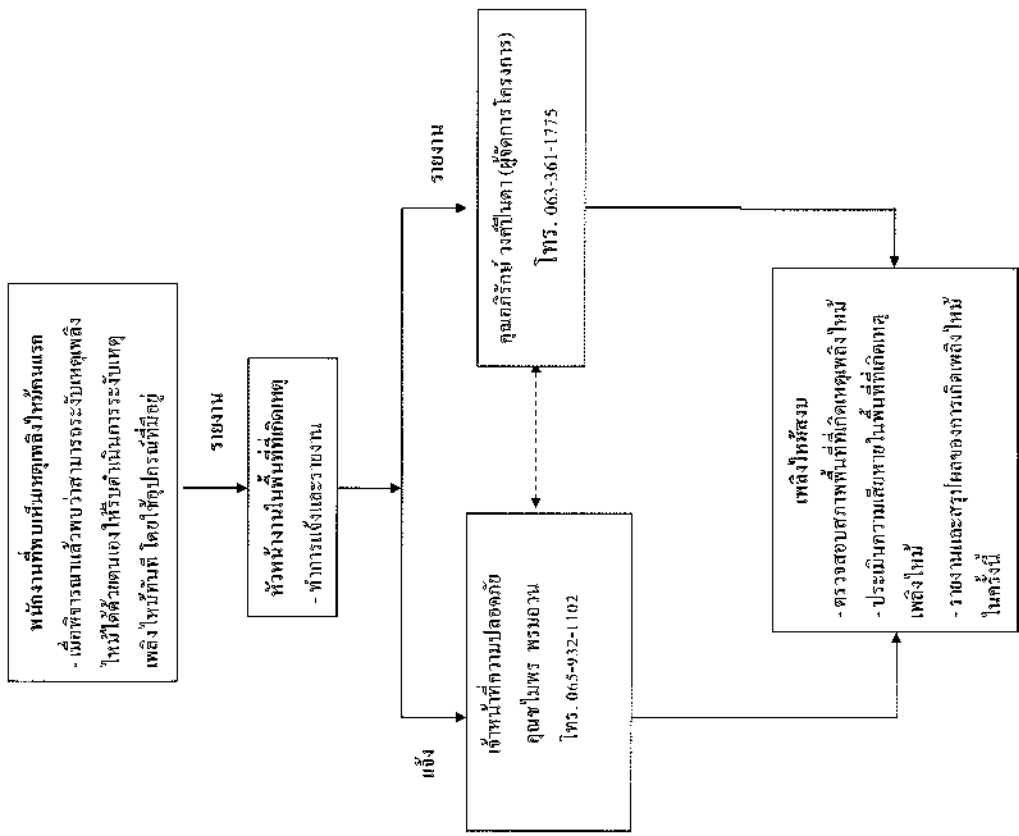 พนักงานที่พบเห็นเหตุเพลิงไหม้คนแรก
- เมื่อพิจารณาแล้วพบว่าสามารถระงับเหตุเพลิง
ไหม้ได้ด้วยตนเองให้รีบดำเนินการระงับเหตุ
เพลิงไหม้ทันที โดยใช้อุปกรณ์ที่มีอยู่
รายงาน
หัวหน้างานในพื้นที่ที่เกิดเหตุ
- ทำการแจ้งและรายงาน
แจ้ง
รายงาน
เจ้าหน้าที่ความปลอดภัย
คุณชไมพร พรมอวน
โทร. 065-932-1102
คุณอภิรักษ์ วงศ์ปินตา (ผู้จัดการโครงการ)
โทร. 063-361-1775
เพลิงไหม้สงบ
- ตรวจสอบสภาพพื้นที่ที่เกิดเหตุเพลิงไหม้
- ประเมินความเสียหายในพื้นที่ที่เกิดเหตุ
เพลิงไหม้
- รายงานและสรุปผลของการเกิดเพลิงไหม้
ในครั้งนี้